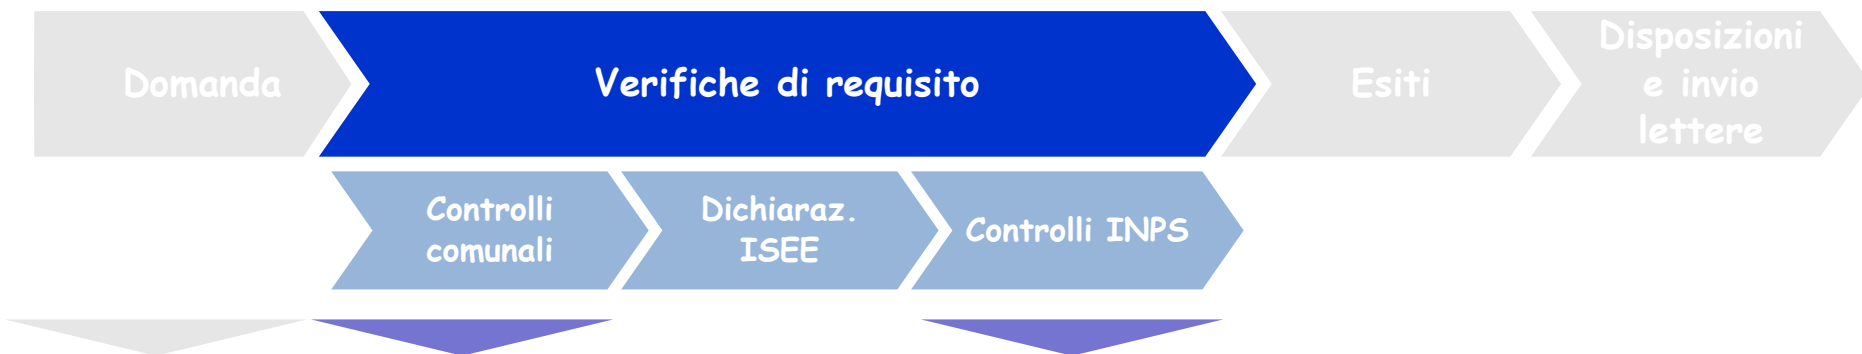 Domanda
Verifiche di requisito
Esiti
Disposizioni
e invio
lettere
Controlli
comunali
Dichiaraz.
ISEE
Controlli INPS